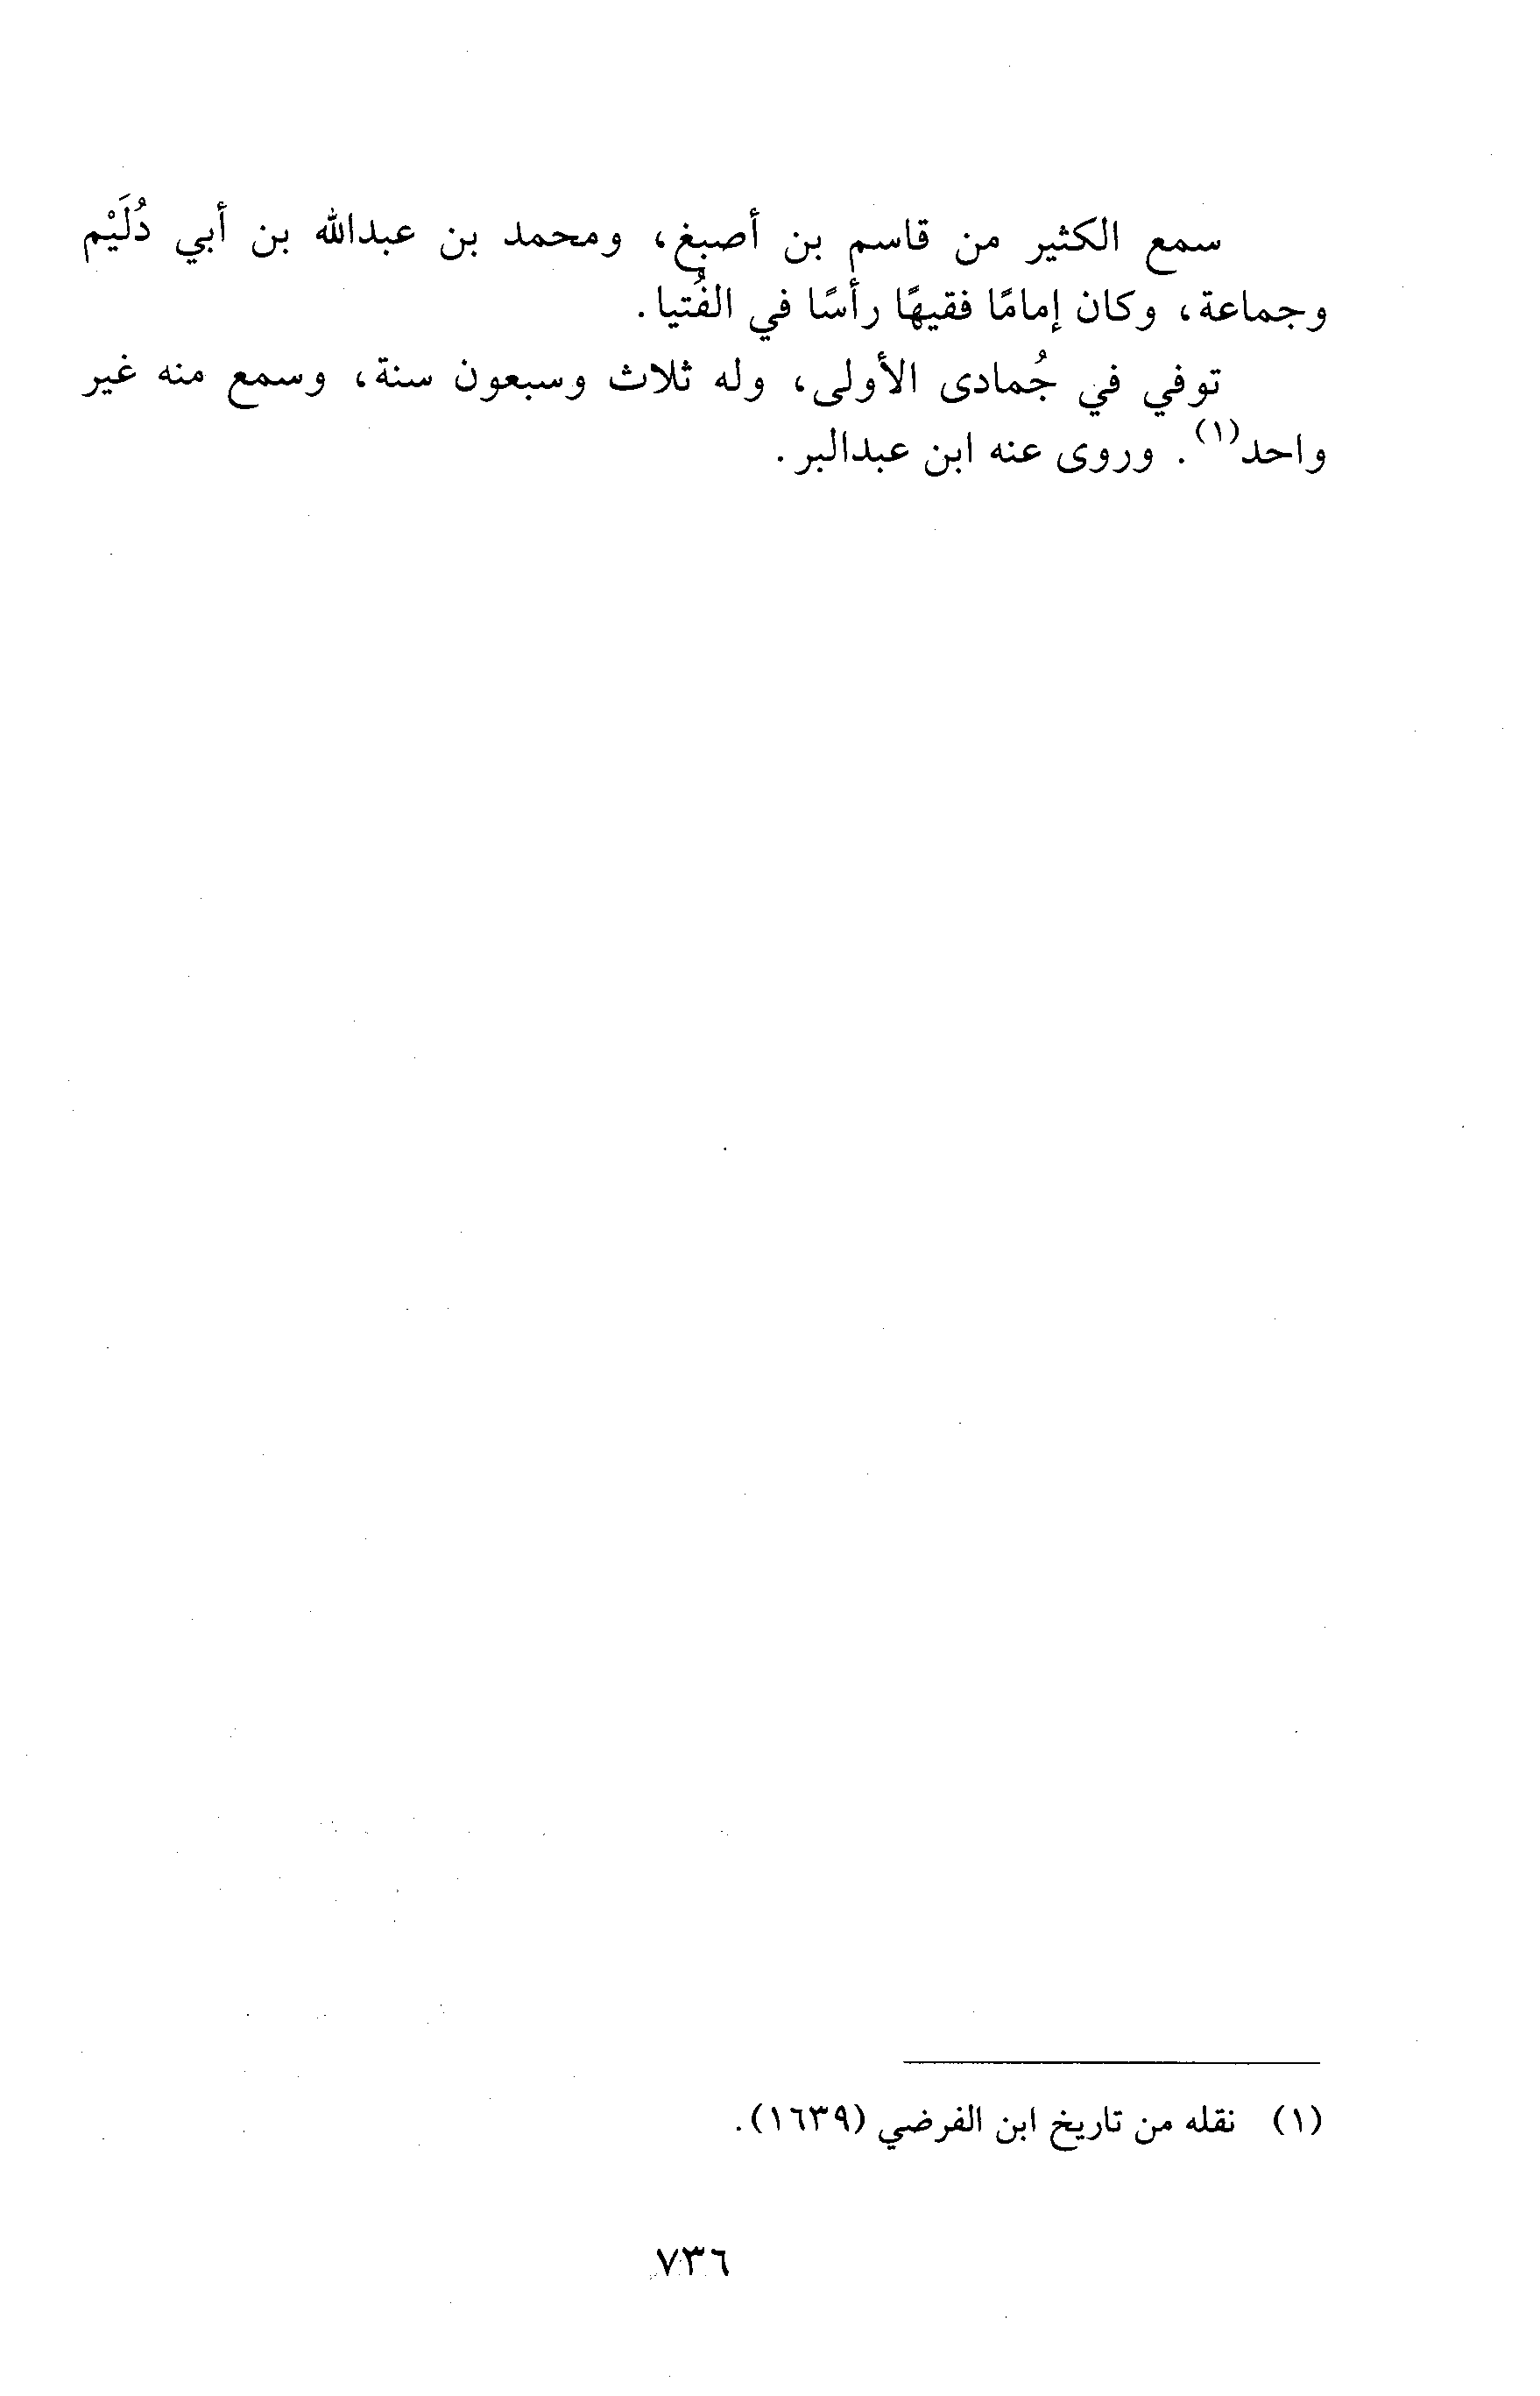 سمع الكثير من قاسم بن أصبغ، ومحمد بن عبدالله بن أبي دُلَيْم
وجماعة، وكان إمامًا فقيهًا رأسًا في الفُتيا.
توفي في جُمادى الأولى، وله ثلاث وسبعون سنة، وسمع منه غير
واحد(١). وروى عنه ابن عبدالبر.
(١) نقله من تاريخ ابن الفرضي (١٦٣٩).
٧٣٦